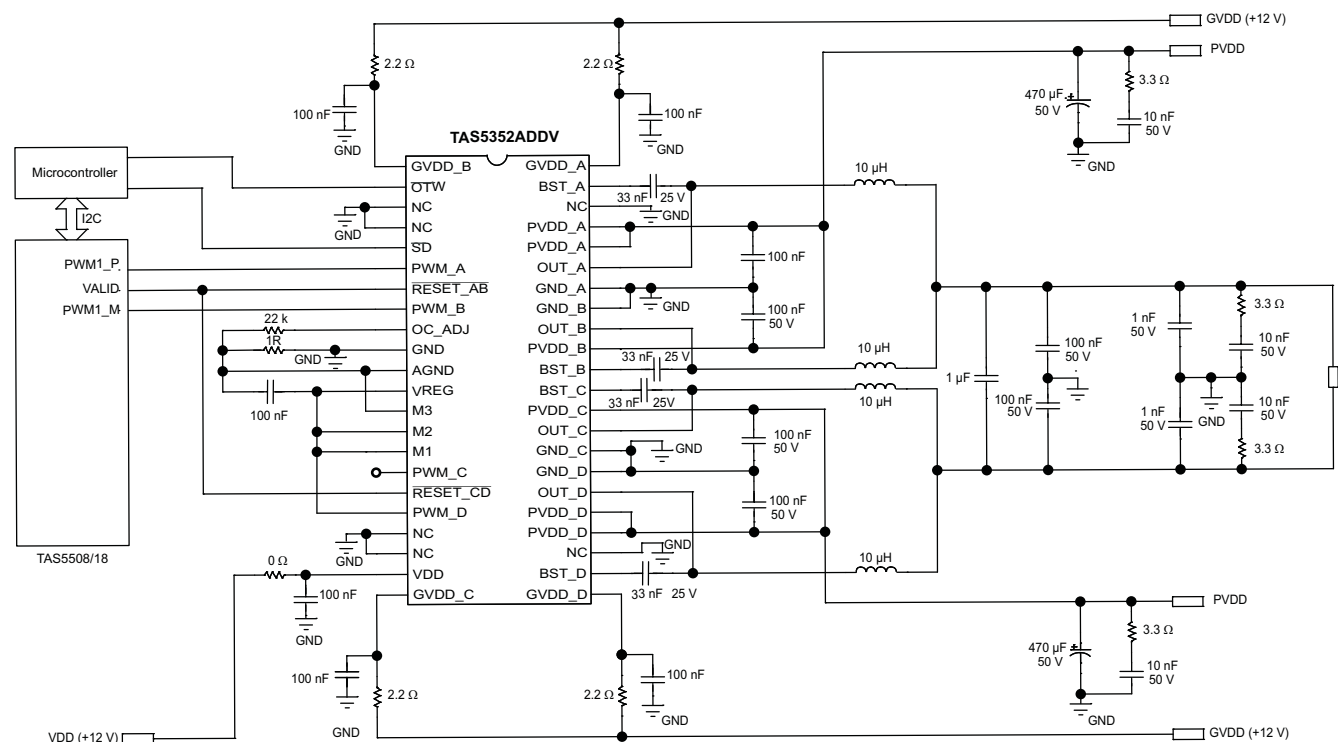 GVDD (+12 V)
PVDD
2.2 Ω
2.2 Ω
3.3 Ω
470 µF
50 V
10 nF
50 V
100 nF
GND
100 nF
GND
GND
TAS5352ADDV
Microcontroller
I2C
PWM1_P
VALID
PWM1_M
TAS5508/18
GVDD_B
OTW
NC
NC
SD
PWM_A
RESET_AB
PWM_B
OC_ADJ
GND
AGND
VREG
M3
M2
M1
PWM_C
RESET_CD
PWM_D
NC
NC
VDD
GVDD_C
GVDD_A
BST_A
NC
PVDD_A
PVDD_A
OUT_A
GND_A
GND_B
OUT_B
PVDD_B
BST_B
BST_C
PVDD_C
OUT_C
GND_C
GND_D
OUT_D
PVDD_D
PVDD_D
NC
BST_D
GVDD_D
GND
22 k
1R
GND
100 nF
GND
0 Ω
100 nF
GND
33 nF 25 V
GND
100 nF
GND
100 nF
50 V
33 nF 25 V
33 nF 25V
100 nF
50 V
GND
100 nF
50 V
GND
33 nF 25 V
10 µH
10 µH
10 µH
10 µH
1 µF
100 nF
50 V
100 nF
50 V
1 nF
50 V
1 nF
50 V
GND
3.3 Ω
10 nF
50 V
10 nF
50 V
3.3 Ω
PVDD
3.3 Ω
470 µF
50 V
10 nF
50 V
GND
100 nF
2.2 Ω
GND
2.2 Ω
100 nF
GND
VDD (+12 V)
GVDD (+12 V)